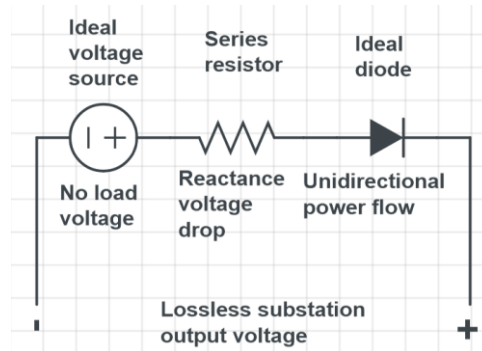 Ideal
voltage
source
Series
resistor
Ideal
diode
No load
voltage
Reactance
voltage
drop
Unidirectional
power flow
Lossless substation
output voltage
- +